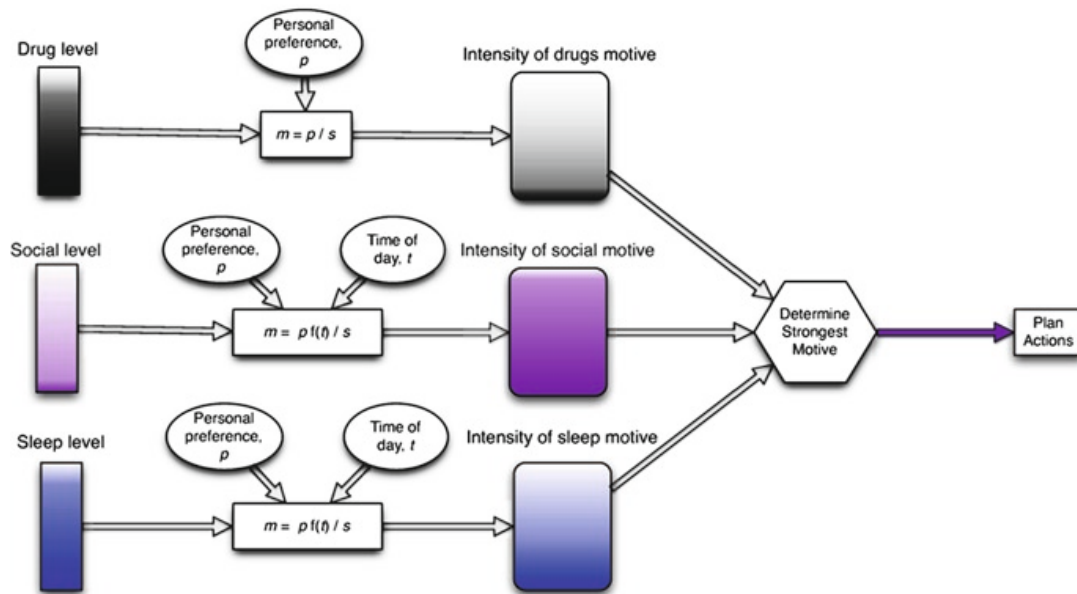 Personal
preference,
p
Drug level
Intensity of drugs motive
m = p / s
Social level
Personal
preference,
p
Time of
day, t
Intensity of social motive
m = p f(t) / s
Determine
Strongest
Motive
Plan
Actions
Sleep level
Personal
preference,
p
Time of
day, t
Intensity of sleep motive
m = p f(t) / s